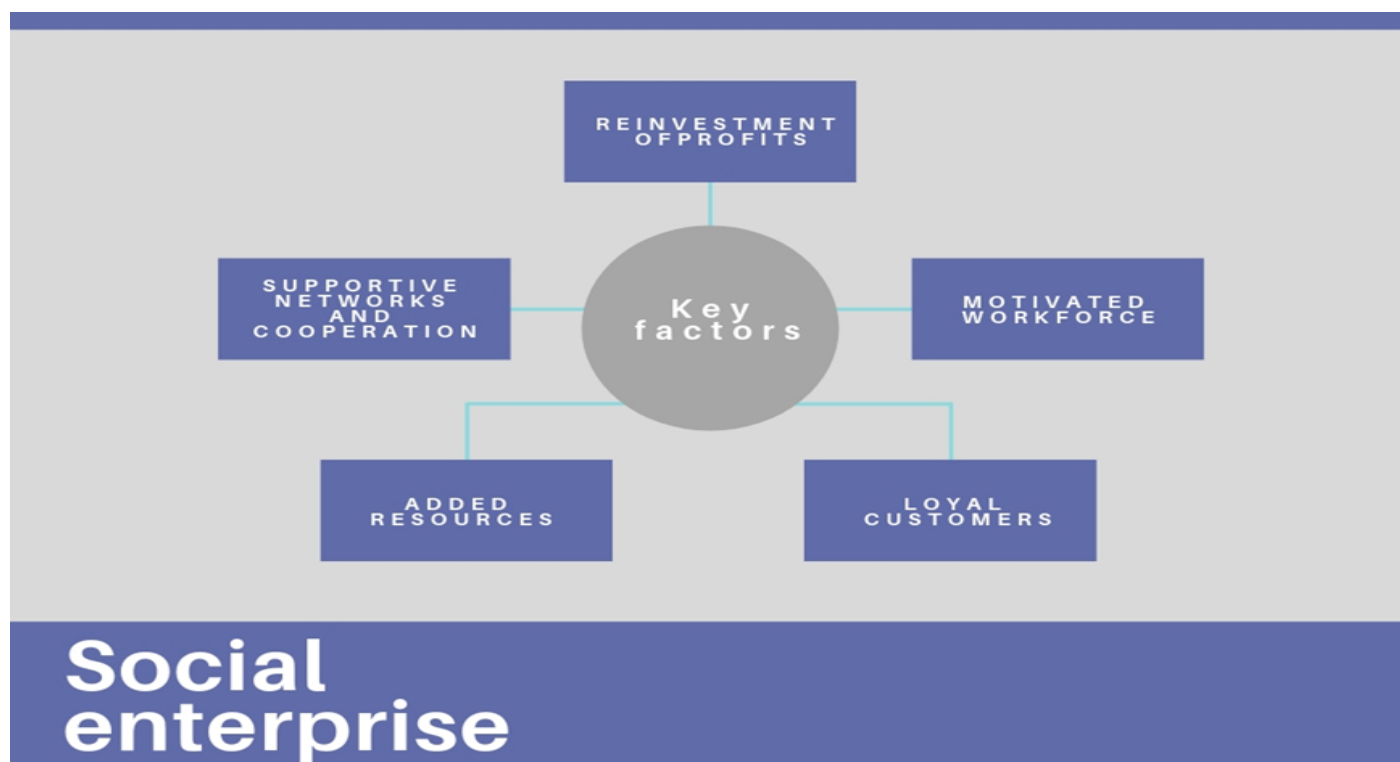 REINVESTMENT
OFPROFITS
SUPPORTIVE
NETWORKS
AND
COOPERATION
Key
factors
MOTIVATED
WORKFORCE
ADDED
RESOURCES
LOYAL
CUSTOMERS
Social
enterprise